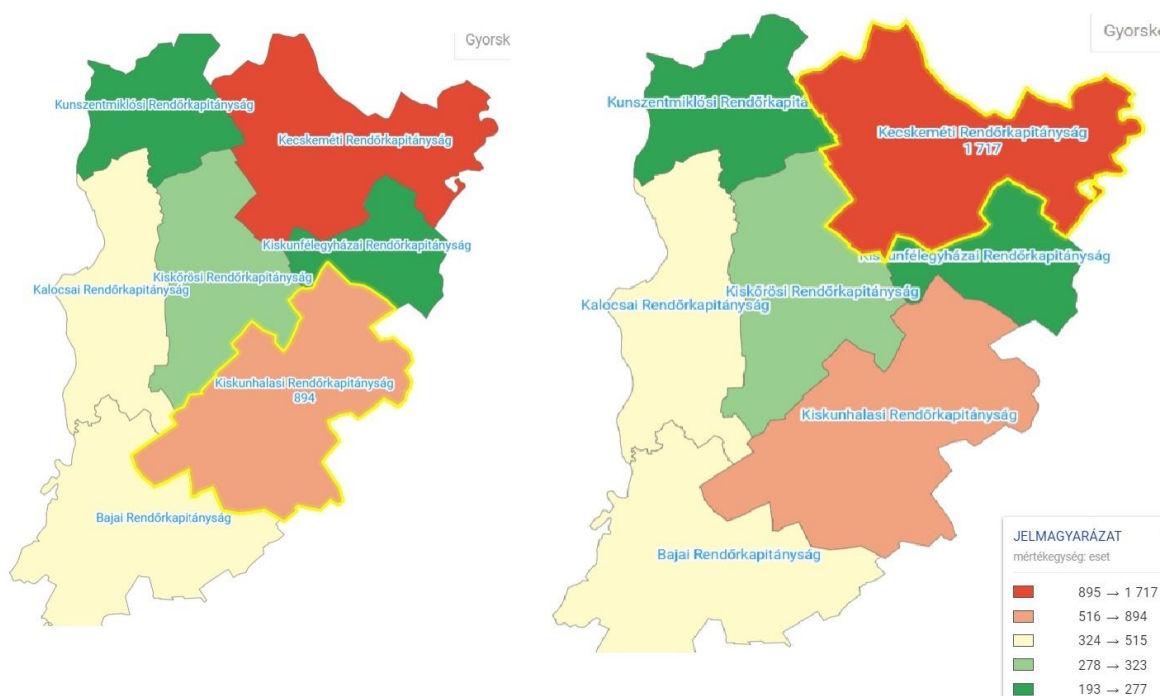 Gyorsk
Kunszentmiklósi Rendőrkapitányság
Kecskeméti Rendőrkapitányság
Kiskunfélegyházai Rendőrkapitányság
Kiskőrösi Rendőrkapitányság
Kalocsai Rendőrkapitányság
Kiskunhalasi Rendőrkapitányság
894
Bajai Rendőrkapitányság
Gyorske
Kunszentmiklósi Rendőrkapitá
Kecskeméti Rendőrkapitányság
1 717
Kiskunfélegyházai Rendőrkapitányság
Kiskőrösi Rendőrkapitányság
Kalocsai Rendőrkapitányság
Kiskunhalasi Rendőrkapitányság
Bajai Rendőrkapitányság
JELMAGYARÁZAT
mértékegység: eset
895 → 1 717
516 → 894
324 → 515
278 → 323
193 → 277